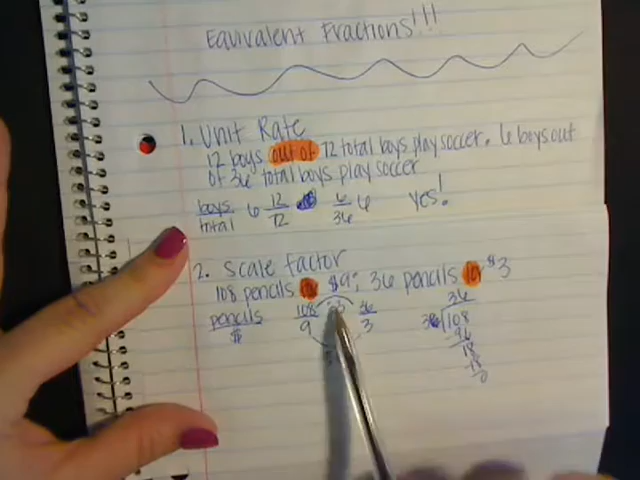 Equivalent Fractions!!!
1. Unit Rate
12 boys out of 72 total boys play soccer. 6 boys out
of 36 total boys play soccer
boys 6 12 6 6 yes!
total 72 36
2. Scale factor
108 pencils $9; 36 pencils for $3
pencils 108 36
$ 9 3
36
3 108
-96
18
-18
0